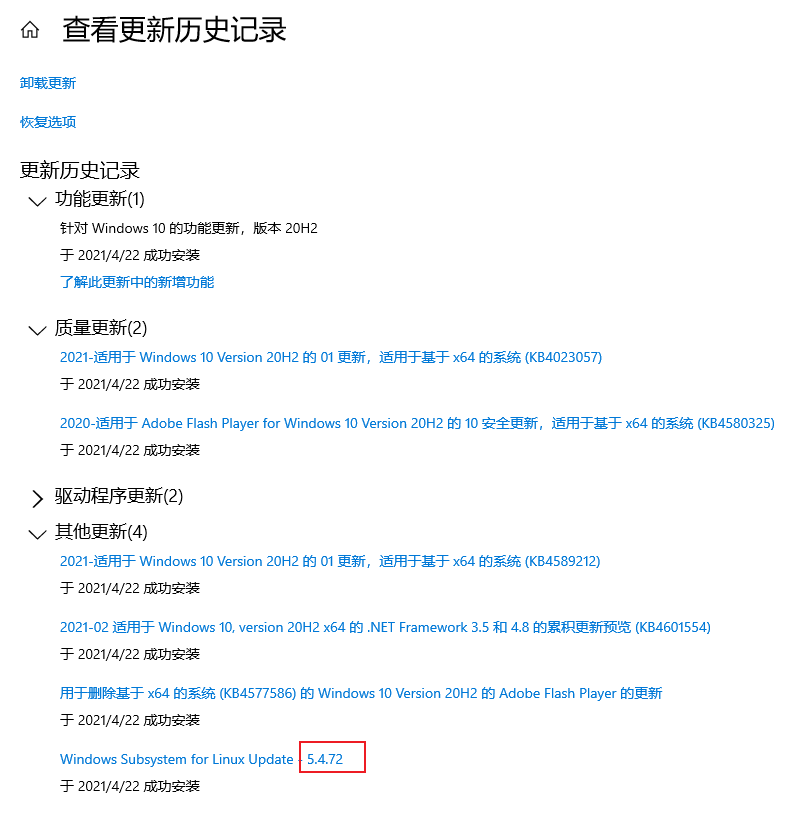 查看更新历史记录
卸载更新
恢复选项
更新历史记录
功能更新(1)
针对 Windows 10 的功能更新，版本 20H2
于 2021/4/22 成功安装
了解此更新中的新增功能
质量更新(2)
2021-适用于 Windows 10 Version 20H2 的 01 更新，适用于基于 x64 的系统 (KB4023057)
于 2021/4/22 成功安装
2020-适用于 Adobe Flash Player for Windows 10 Version 20H2 的 10 安全更新，适用于基于 x64 的系统 (KB4580325)
于 2021/4/22 成功安装
驱动程序更新(2)
其他更新(4)
2021-适用于 Windows 10 Version 20H2 的 01 更新，适用于基于 x64 的系统 (KB4589212)
于 2021/4/22 成功安装
2021-02 适用于 Windows 10, version 20H2 x64 的 .NET Framework 3.5 和 4.8 的累积更新预览 (KB4601554)
于 2021/4/22 成功安装
用于删除基于 x64 的系统 (KB4577586) 的 Windows 10 Version 20H2 的 Adobe Flash Player 的更新
于 2021/4/22 成功安装
Windows Subsystem for Linux Update - 5.4.72
于 2021/4/22 成功安装